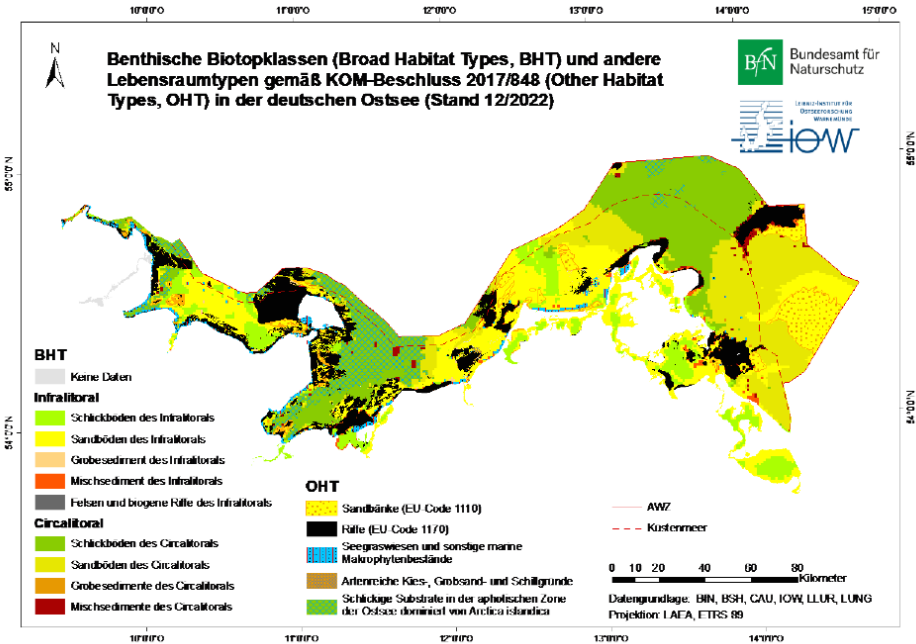 10°0'0"O 11°0'0"O 12°0'0"O 13°0'0"O 14°0'0"O 15°0'0"O
N
Benthische Biotopklassen (Broad Habitat Types, BHT) und andere
Lebensraumtypen gemäß KOM-Beschluss 2017/848 (Other Habitat
Types, OHT) in der deutschen Ostsee (Stand 12/2022)
BfN
Bundesamt für
Naturschutz
LEIBNIZ-INSTITUT FÜR
OSTSEEFORSCHUNG
WARNEMÜNDE
iOW
55°0'0"N
55°0'0"N
54°0'0"N
54°0'0"N
BHT
Keine Daten
Infralitoral
Schlickböden des Infralitorals
Sandböden des Infralitorals
Grobesediment des Infralitorals
Mischsediment des Infralitorals
Felsen und biogene Riffe des Infralitorals
Circalitoral
Schlickböden des Circalitorals
Sandböden des Circalitorals
Grobesedimente des Circalitorals
Mischsedimente des Circalitorals
OHT
Sandbänke (EU-Code 1110)
Riffe (EU-Code 1170)
Seegraswiesen und sonstige marine
Makrophytenbestände
Artenreiche Kies-, Grobsand- und Schillgründe
Schlickige Substrate in der aphotischen Zone
der Ostsee dominiert von Arctica islandica
AWZ
Küstenmeer
0 10 20 40 60 80
Kilometer
Datengrundlage: BfN, BSH, CAU, IOW, LLUR, LUNG
Projektion: LAEA, ETRS 89
10°0'0"O 11°0'0"O 12°0'0"O 13°0'0"O 14°0'0"O